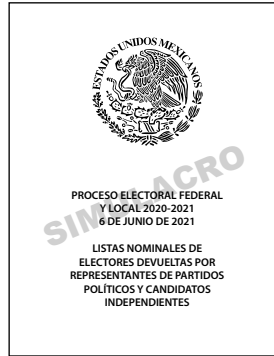 ESTADOS UNIDOS MEXICANOS
PROCESO ELECTORAL FEDERAL
Y LOCAL 2020-2021
6 DE JUNIO DE 2021
SIMULACRO
LISTAS NOMINALES DE
ELECTORES DEVUELTAS POR
REPRESENTANTES DE PARTIDOS
POLÍTICOS Y CANDIDATOS
INDEPENDIENTES